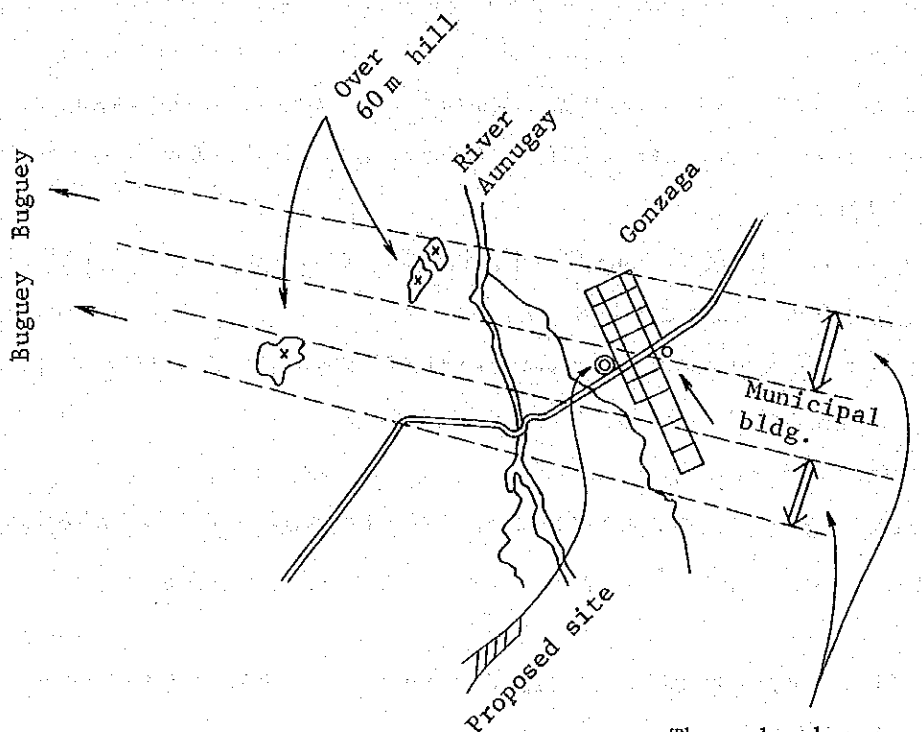 Over
60 m hill
River
Aunugay
Gonzaga
Buguey
Buguey
Municipal
bldg.
Proposed site